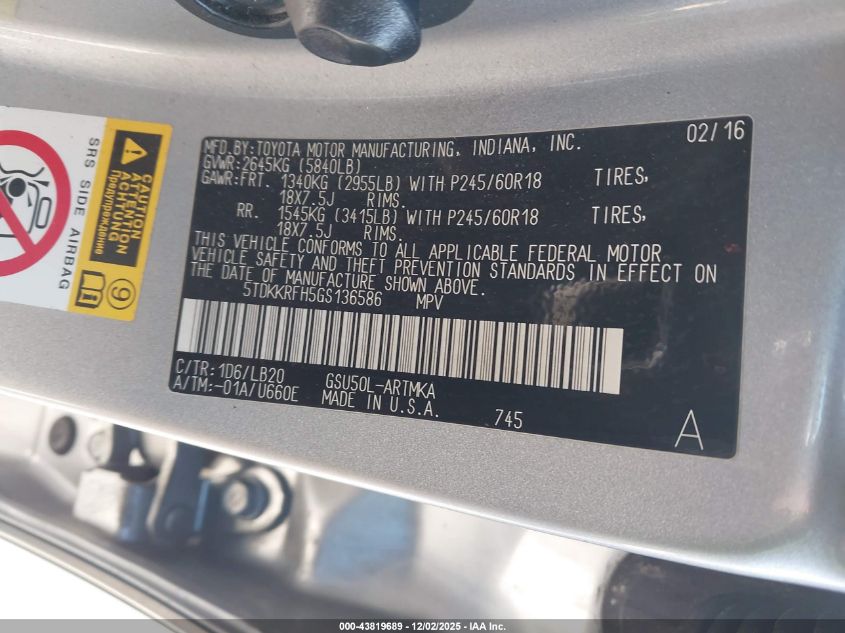 MFD.BY:TOYOTA MOTOR MANUFACTURING, INDIANA, INC. 02/16
GVWR:2645KG (5840LB)
GAWR:FRT. 1340KG (2955LB) WITH P245/60R18 TIRES,
18X7.5J RIMS.
RR. 1545KG (3415LB) WITH P245/60R18 TIRES,
18X7.5J RIMS.
THIS VEHICLE CONFORMS TO ALL APPLICABLE FEDERAL MOTOR
VEHICLE SAFETY AND THEFT PREVENTION STANDARDS IN EFFECT ON
THE DATE OF MANUFACTURE SHOWN ABOVE.
5TDKKRFH5GS136586 MPV
C/TR:1D6/LB20 GSU50L-ARTMKA
A/TM:-01A/U660E MADE IN U.S.A. 745
A
SRS SIDE AIRBAG
CAUTION
ATTENTION
ACHTUNG
Предупреждение
9
000-43819689 - 12/02/2025 - IAA Inc.